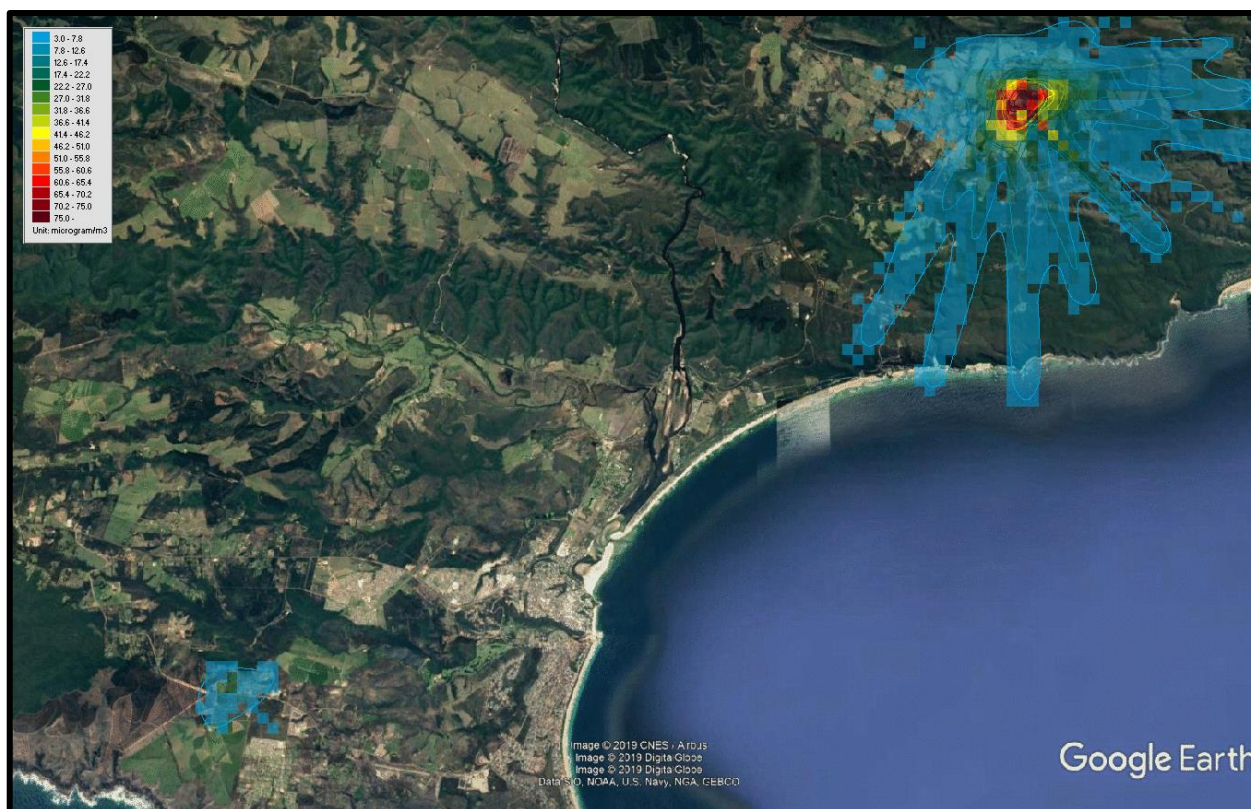 3.0 - 7.8
7.8 - 12.6
12.6 - 17.4
17.4 - 22.2
22.2 - 27.0
27.0 - 31.8
31.8 - 36.6
36.6 - 41.4
41.4 - 46.2
46.2 - 51.0
51.0 - 55.8
55.8 - 60.6
60.6 - 65.4
65.4 - 70.2
70.2 - 75.0
75.0 -
Unit: microgram/m3
Image © 2019 CNES / Airbus
Image © 2019 DigitalGlobe
Image © 2019 DigitalGlobe
Data SIO, NOAA, U.S. Navy, NGA, GEBCO
Google Earth